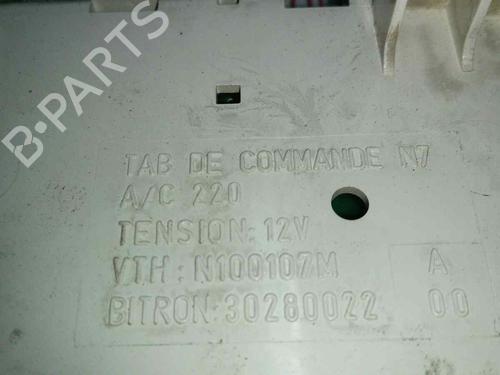 B-PARTS
TAB DE COMMANDE N7
A/C 220
TENSION: 12V
VTH: N100107M A
BITRON: 30280022 00